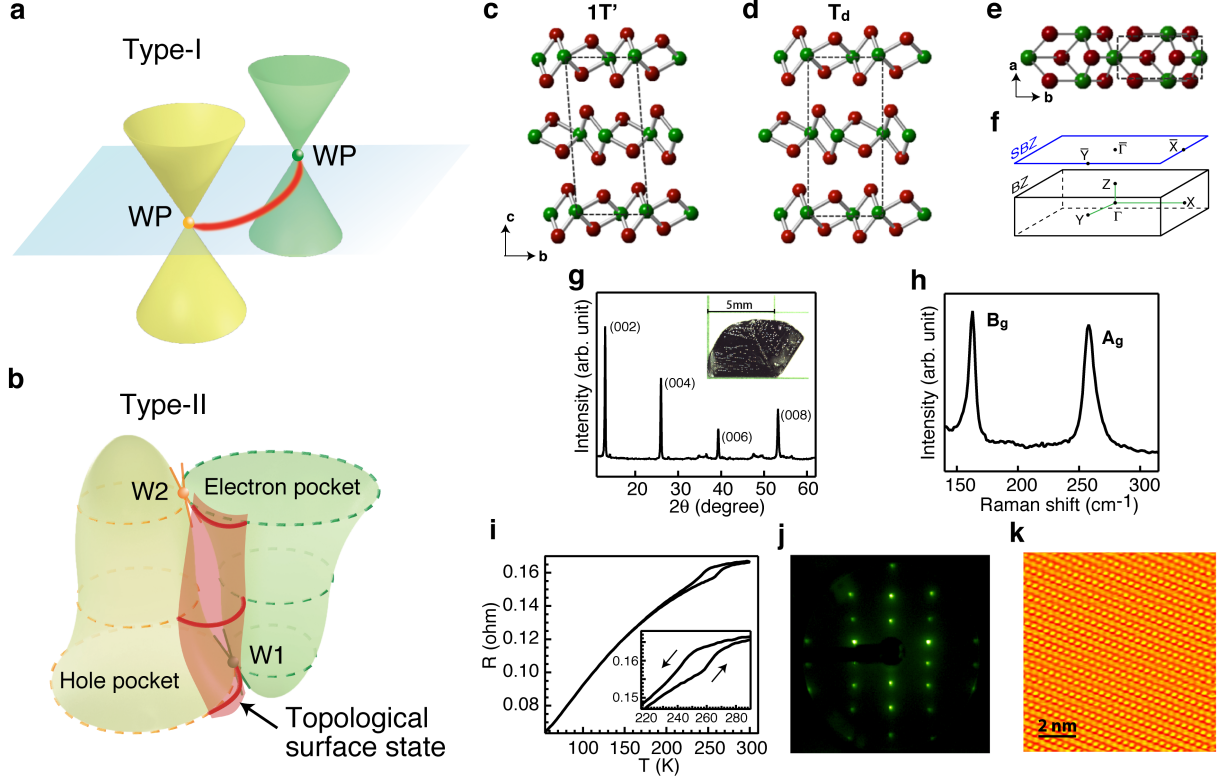 a
Type-I
WP
WP
b
Type-II
W2
Electron pocket
W1
Hole pocket
Topological
surface state
c
1T’
c
b
d
Td
e
a
b
f
SBZ
Y̅
Γ̅
X̅
BZ
Z
Y
Γ
X
g
Intensity (arb. unit)
(002)
(004)
(006)
(008)
5mm
20 30 40 50 60
2θ (degree)
h
Intensity (arb. unit)
Bg
Ag
150 200 250 300
Raman shift (cm-1)
i
R (ohm)
0.16
0.14
0.12
0.10
0.08
0.16
0.15
220 240 260 280
100 150 200 250 300
T (K)
j
k
2 nm